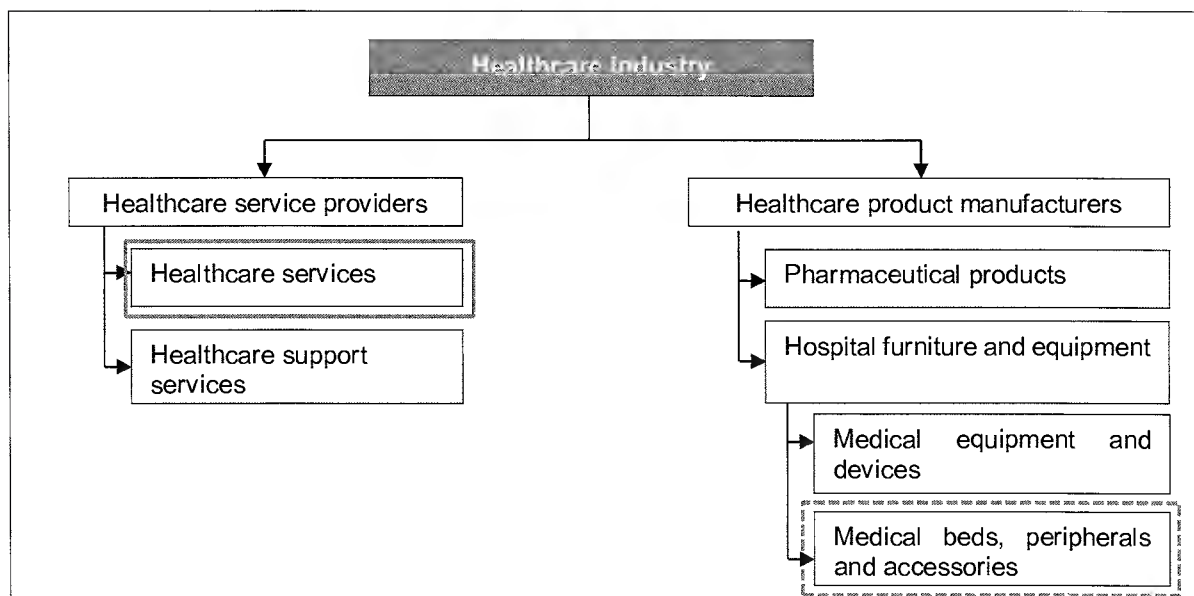 Healthcare industry
Healthcare service providers
Healthcare services
Healthcare support
services
Healthcare product manufacturers
Pharmaceutical products
Hospital furniture and equipment
Medical equipment and
devices
Medical beds, peripherals
and accessories